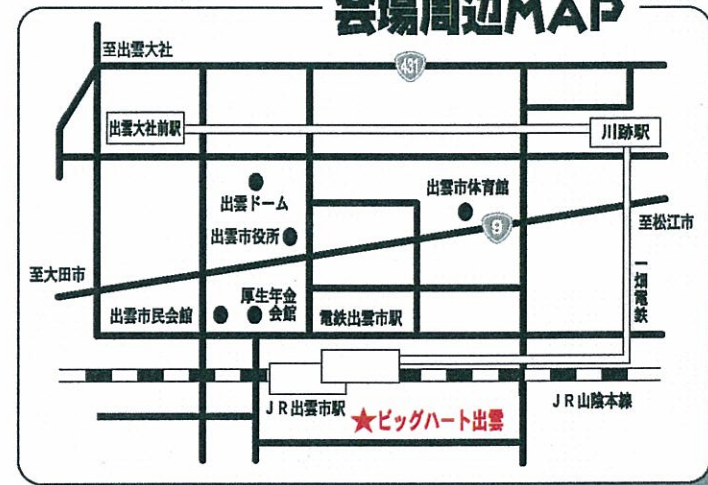 会場周辺MAP
至出雲大社
431
出雲大社前駅
川跡駅
出雲ドーム
出雲市体育館
出雲市役所
9
至松江市
至大田市
一畑電鉄
出雲市民会館
厚生年金
会館
電鉄出雲市駅
JR出雲市駅
JR山陰本線
★ビッグハート出雲